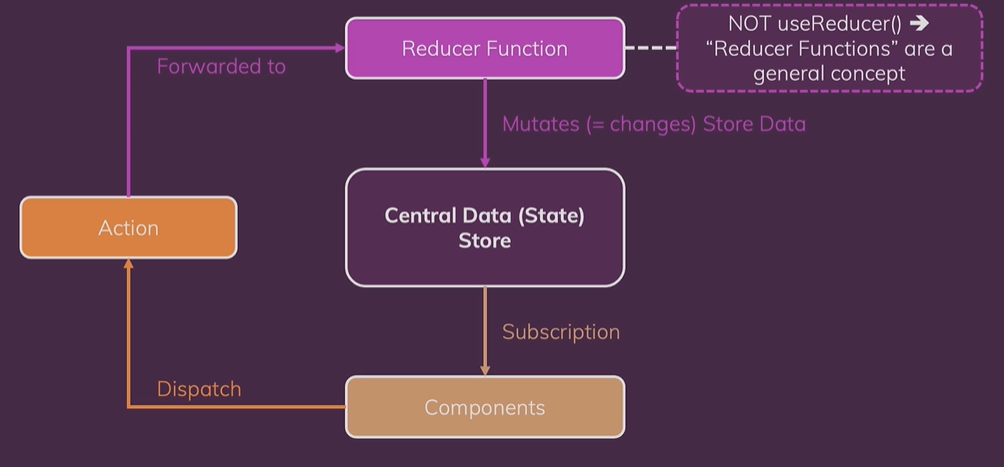 NOT useReducer() ➔
Reducer Function
“Reducer Functions” are a
general concept
Forwarded to
Mutates (= changes) Store Data
Central Data (State)
Store
Action
Subscription
Dispatch
Components